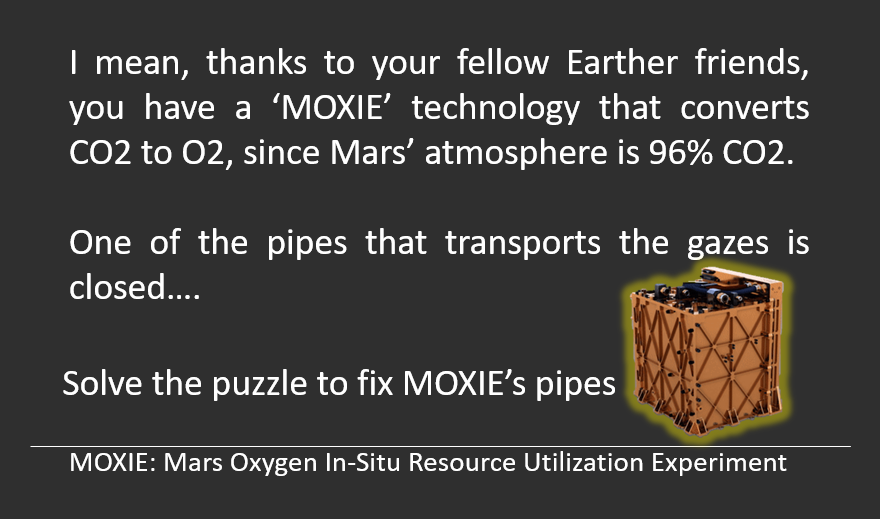 I mean, thanks to your fellow Earther friends,
you have a ‘MOXIE’ technology that converts
CO2 to O2, since Mars’ atmosphere is 96% CO2.
One of the pipes that transports the gazes is
closed….
Solve the puzzle to fix MOXIE’s pipes
MOXIE: Mars Oxygen In-Situ Resource Utilization Experiment